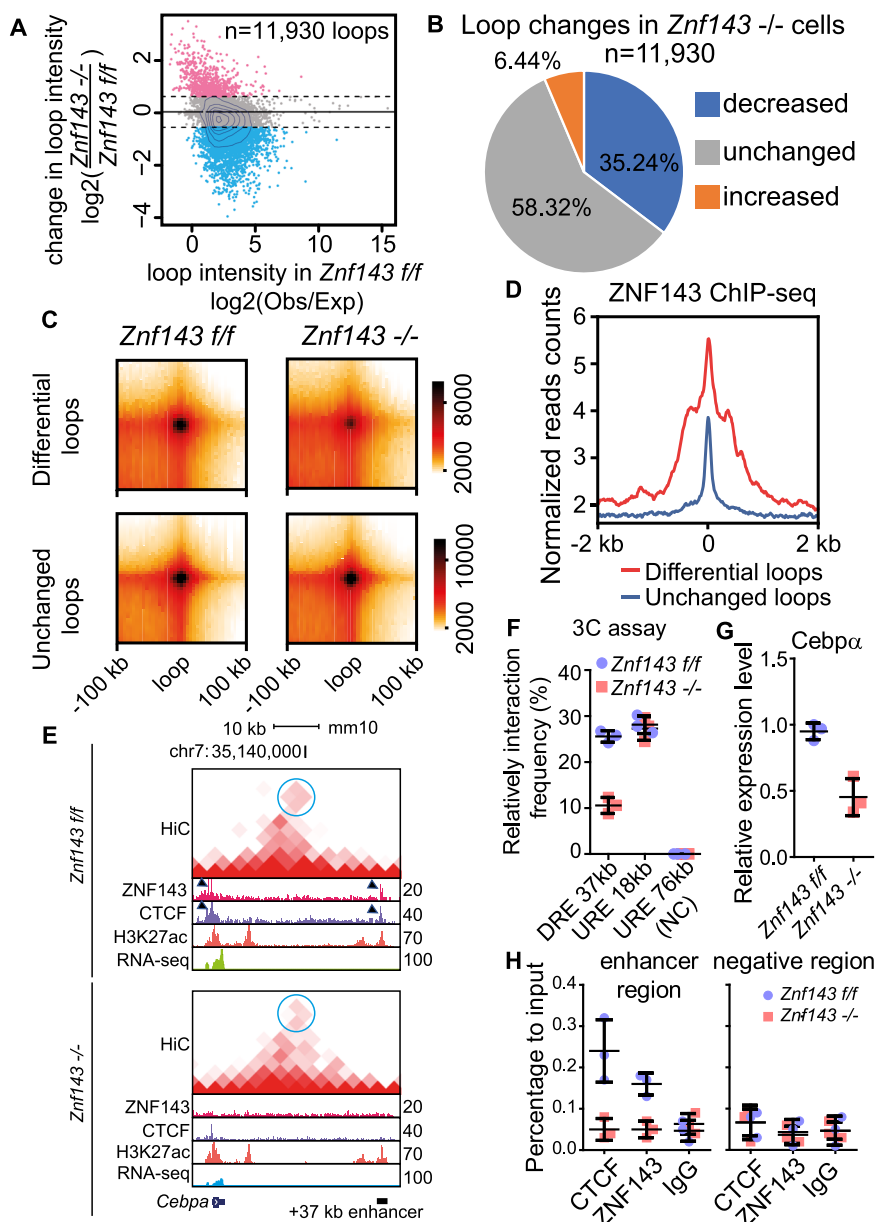 A
n=11,930 loops
change in loop intensity
log2(Znf143 -/- / Znf143 f/f)
2
0
−2
−4
0
5
10
15
loop intensity in Znf143 f/f
log2(Obs/Exp)
B
Loop changes in Znf143 -/- cells
n=11,930
6.44%
35.24%
58.32%
decreased
unchanged
increased
C
Znf143 f/f
Znf143 -/-
Differential
loops
8000
2000
Unchanged
loops
10000
2000
-100 kb
loop
100 kb
-100 kb
loop
100 kb
D
ZNF143 ChIP-seq
Normalized reads counts
6
5
4
3
2
-2 kb
0
2 kb
Differential loops
Unchanged loops
E
10 kb
mm10
chr7:35,140,000
Znf143 f/f
HiC
ZNF143
20
CTCF
40
H3K27ac
70
RNA-seq
100
Znf143 -/-
HiC
ZNF143
20
CTCF
40
H3K27ac
70
RNA-seq
100
Cebpa
+37 kb enhancer
F
3C assay
Znf143 f/f
Znf143 -/-
Relatively interaction
frequency (%)
40
30
20
10
0
DRE 37kb
URE 18kb
URE 76kb
(NC)
G
Cebpα
Relative expression level
1.5
1.0
0.5
0.0
Znf143 f/f
Znf143 -/-
H
enhancer
region
negative region
Znf143 f/f
Znf143 -/-
Percentage to input
0.4
0.3
0.2
0.1
0.0
CTCF
ZNF143
IgG
CTCF
ZNF143
IgG